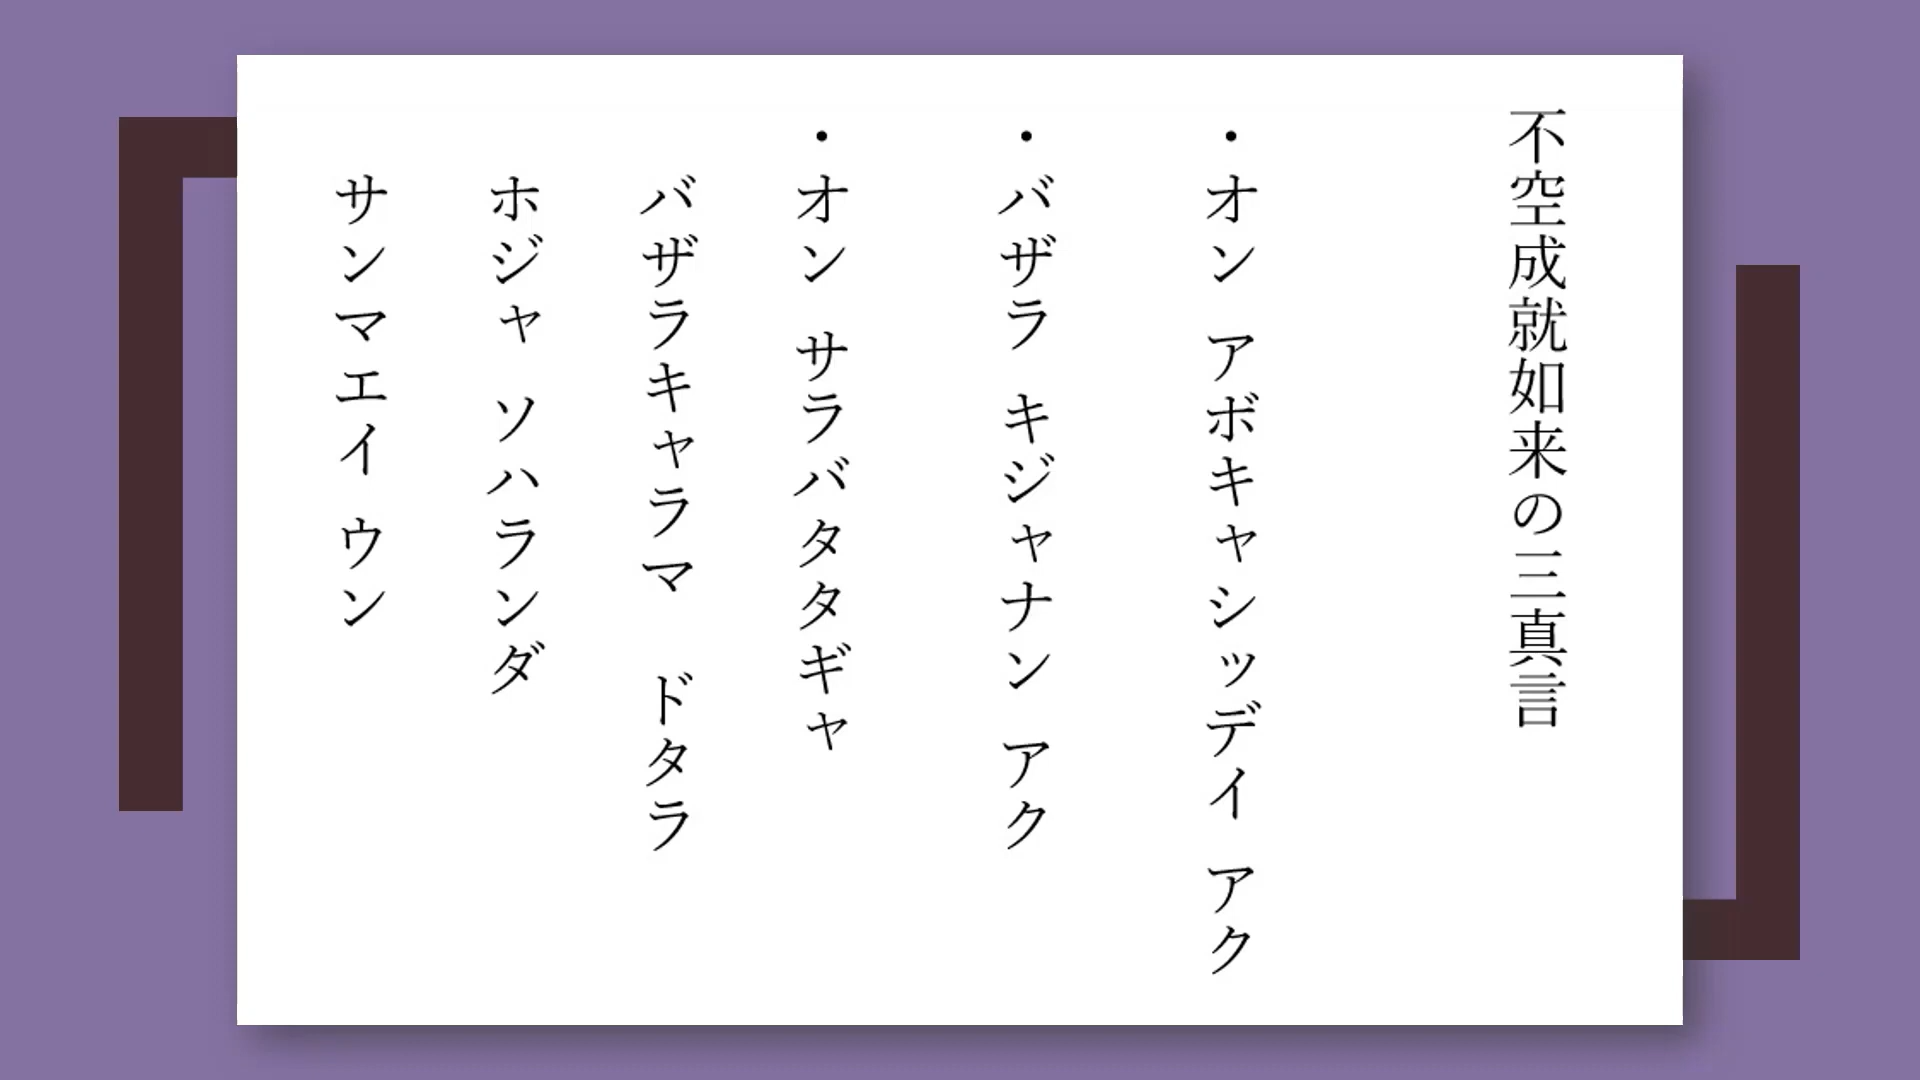 不空成就如来の三真言
・オン アボキャシッデイ アク
・バザラ キジャナン アク
・オン サラバタタギャ
バザラキャラマ ドタラ
ホジャ ソハランダ
サンマエイ ウン